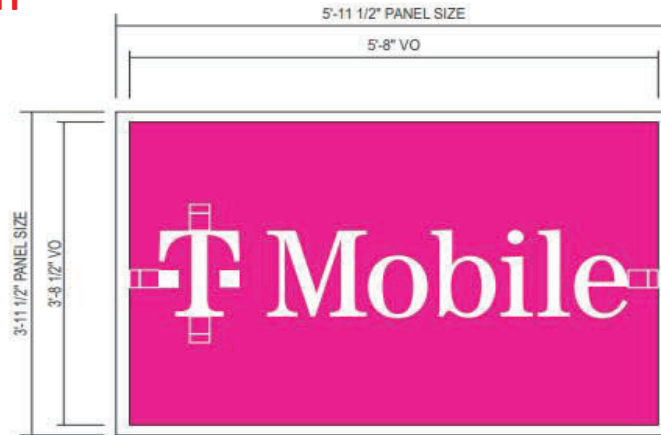 5'-11 1/2" PANEL SIZE
5'-8" VO
3'-11 1/2" PANEL SIZE
3'-8 1/2" VO
T Mobile